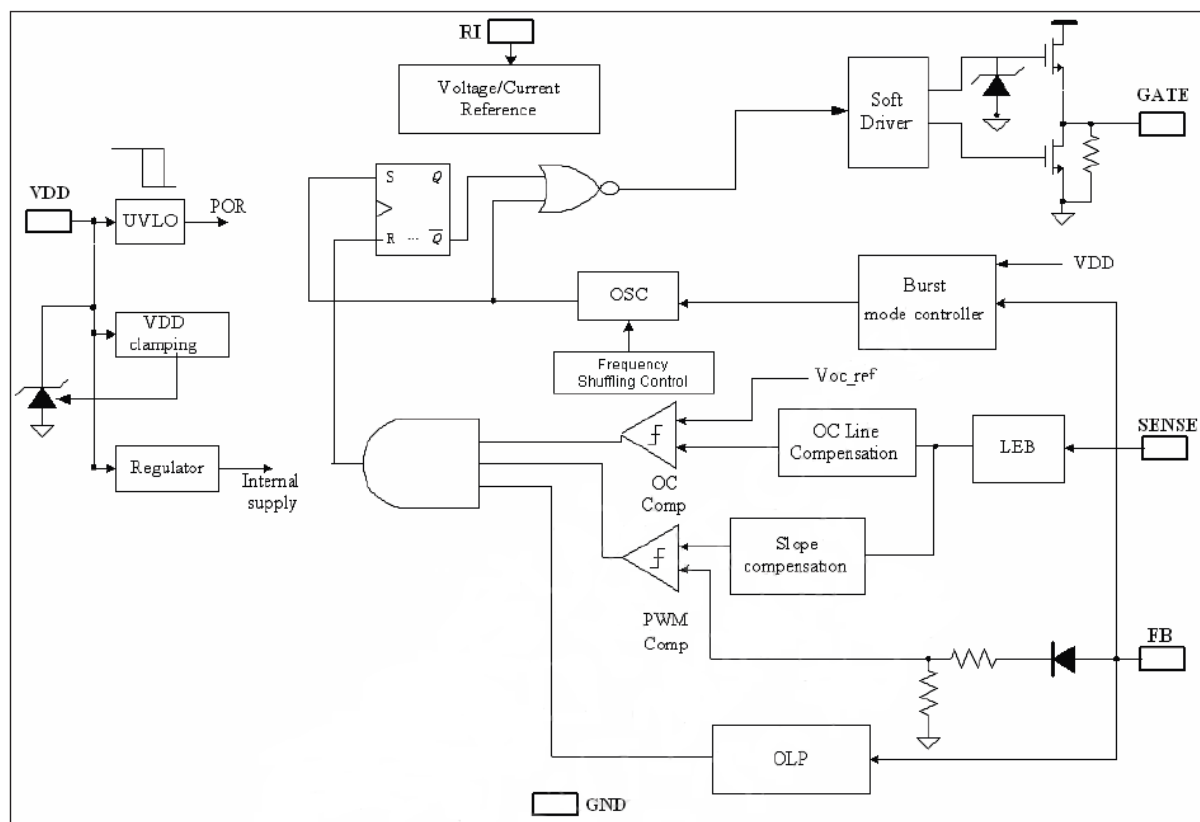 RI
Voltage/Current
Reference
Soft
Driver
GATE
VDD
UVLO
POR
S Q
R ... Q̅
OSC
Burst
mode controller
VDD
VDD
clamping
Frequency
Shuffling Control
Voc_ref
OC Line
Compensation
LEB
SENSE
Regulator
Internal
supply
OC
Comp
Slope
compensation
PWM
Comp
FB
OLP
GND